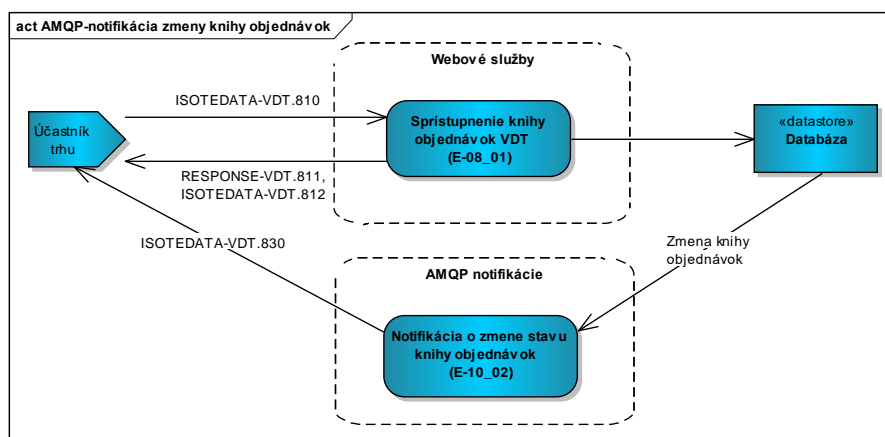 act AMQP-notifikácia zmeny knihy objednávok
Webové služby
ISOTEDATA-VDT.810
Účastník
trhu
Sprístupnenie knihy
objednávok VDT
(E-08_01)
«datastore»
Databáza
RESPONSE-VDT.811,
ISOTEDATA-VDT.812
ISOTEDATA-VDT.830
Zmena knihy
objednávok
AMQP notifikácie
Notifikácia o zmene stavu
knihy objednávok
(E-10_02)